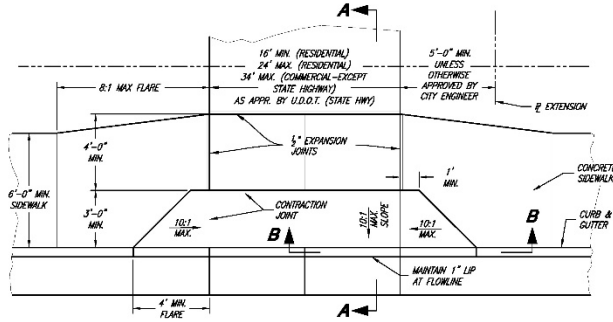 A
16' MIN. (RESIDENTIAL)
24' MAX. (RESIDENTIAL)
34' MAX. (COMMERCIAL-EXCEPT
STATE HIGHWAY)
AS APPR. BY U.D.O.T. (STATE HWY)
5'-0" MIN.
UNLESS
OTHERWISE
APPROVED BY
CITY ENGINEER
8:1 MAX FLARE
EXTENSION
4'-0"
MIN.
1/2" EXPANSION
JOINTS
1'
MIN.
CONCRETE
SIDEWALK
6'-0" MIN.
SIDEWALK
3'-0"
MIN.
CONTRACTION
JOINT
10:1
MAX.
B
10:1
MAX.
SLOPE
10:1
MAX.
B
CURB &
GUTTER
MAINTAIN 1" LIP
AT FLOWLINE
4' MIN.
FLARE
A